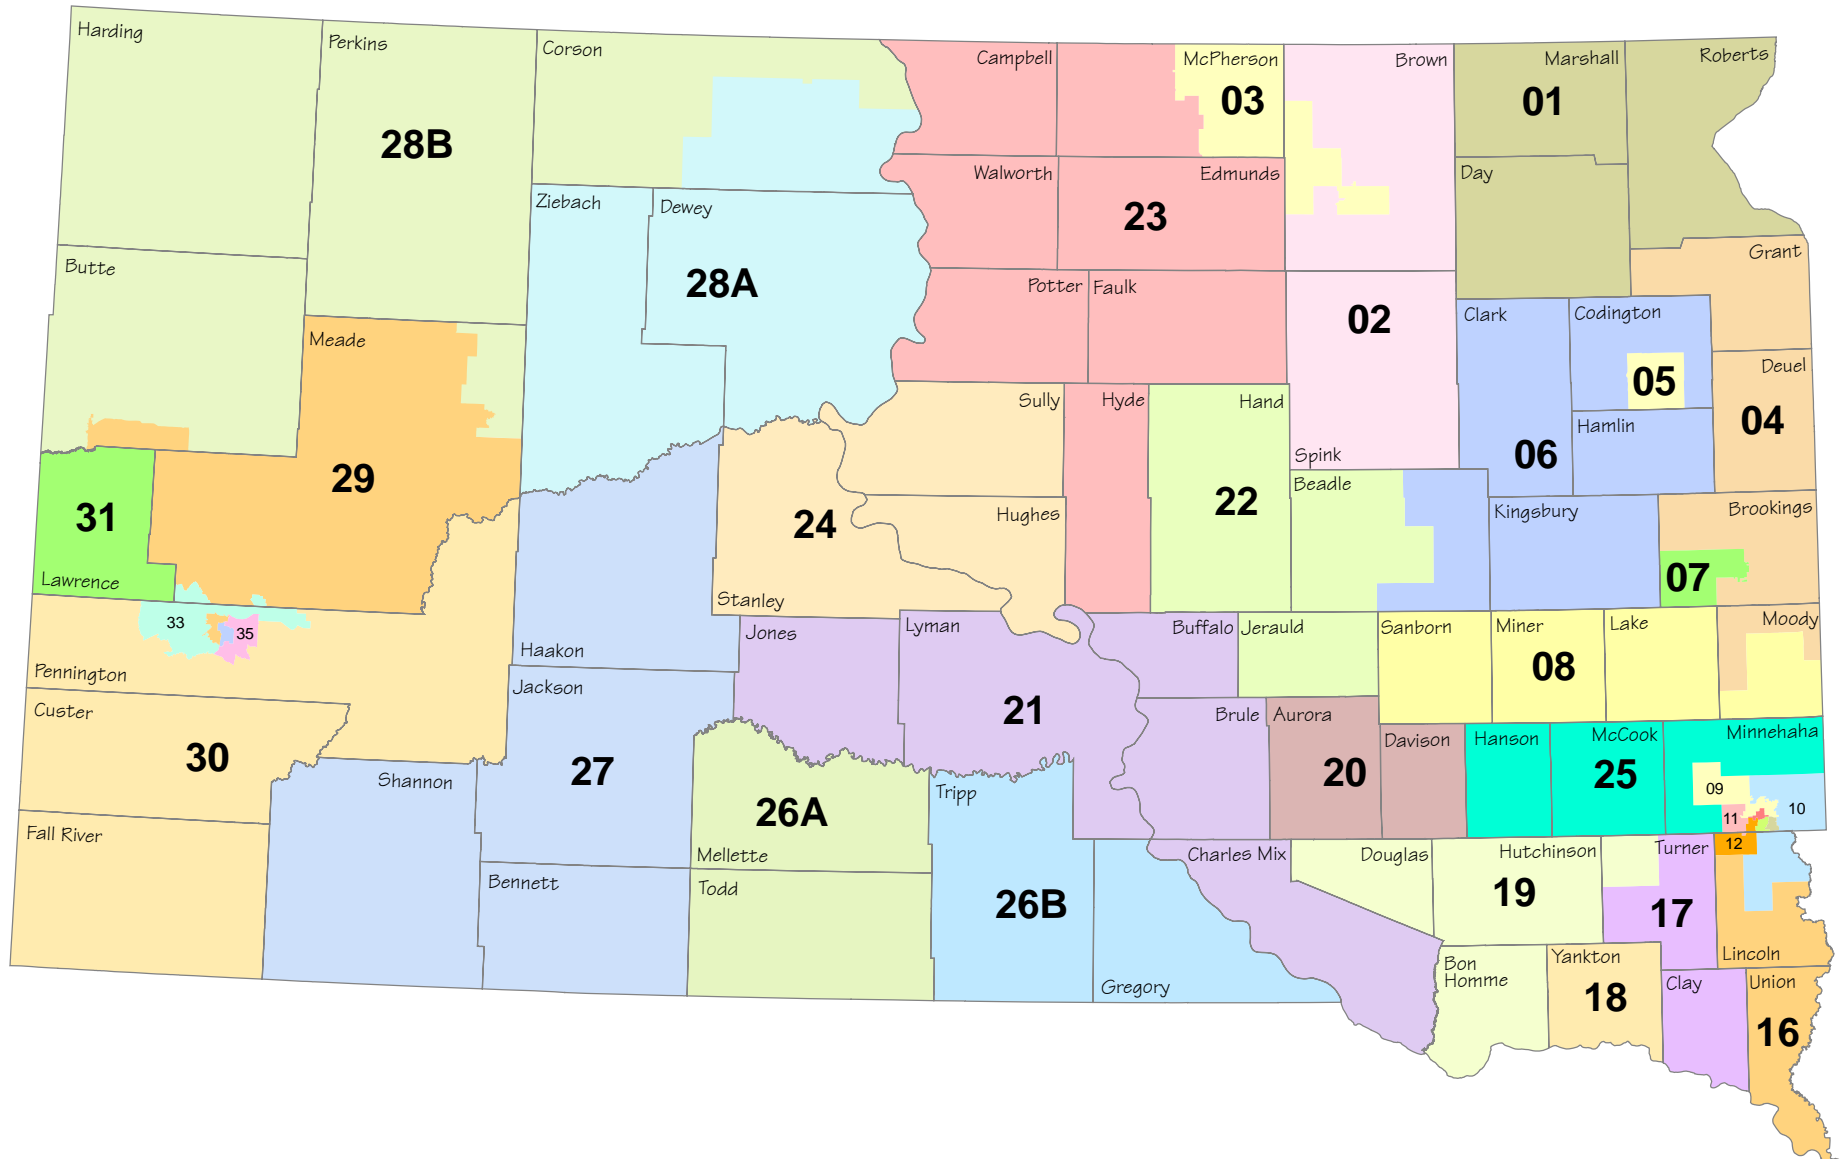 Harding
Perkins
Corson
Campbell
McPherson
Brown
Marshall
Roberts
28B
03
01
Ziebach
Dewey
Walworth
Edmunds
Day
23
Butte
28A
Potter
Faulk
02
Grant
Meade
Clark
Codington
05
Deuel
29
Sully
Hyde
Hand
Spink
06
Hamlin
04
31
24
Hughes
22
Beadle
Kingsbury
Brookings
07
Lawrence
Stanley
33
35
Haakon
Jones
Lyman
Buffalo
Jerauld
Sanborn
Miner
Lake
Moody
08
Pennington
Jackson
21
Brule
Aurora
Davison
Hanson
McCook
Minnehaha
Custer
30
Shannon
27
20
25
09
10
11
12
Fall River
26A
Mellette
Tripp
Charles Mix
Douglas
Hutchinson
Turner
Bennett
Todd
26B
19
17
Gregory
Bon
Homme
Yankton
18
Lincoln
Clay
Union
16